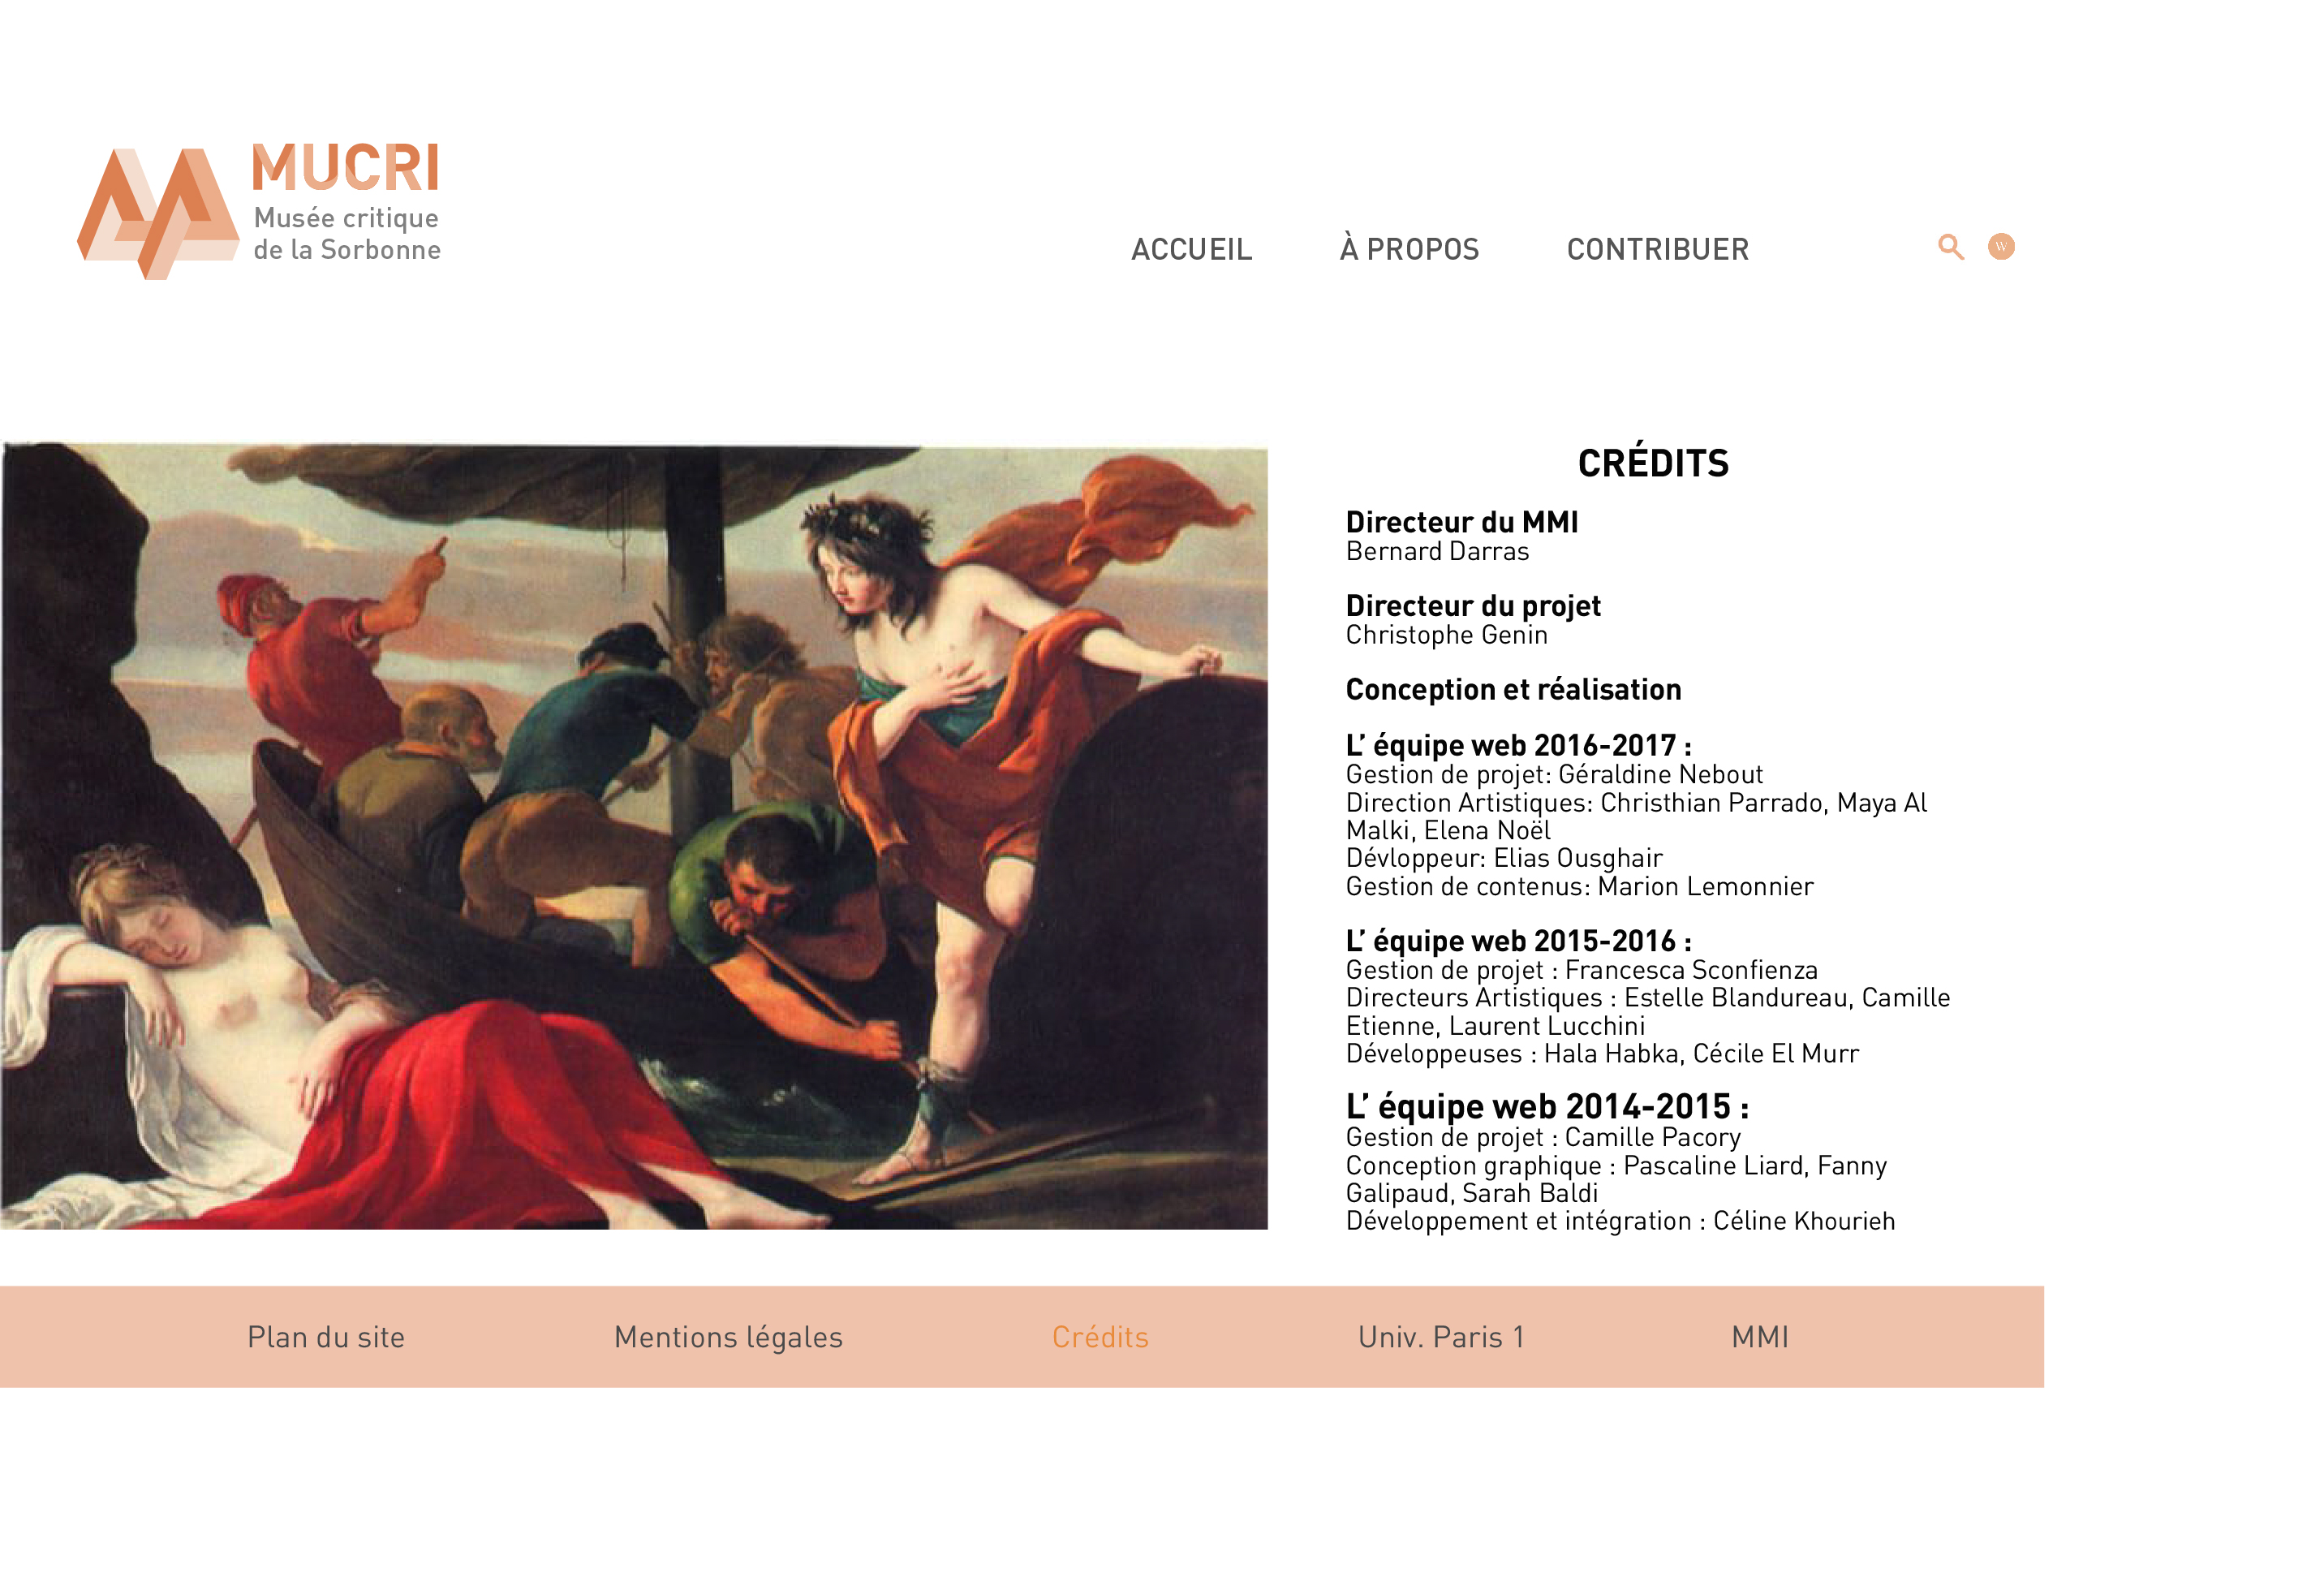 MUCRI
Musée critique
de la Sorbonne
ACCUEIL
À PROPOS
CONTRIBUER
W
CRÉDITS
Directeur du MMI
Bernard Darras
Directeur du projet
Christophe Genin
Conception et réalisation
L’ équipe web 2016-2017 :
Gestion de projet: Géraldine Nebout
Direction Artistiques: Christhian Parrado, Maya Al
Malki, Elena Noël
Dévloppeur: Elias Ousghair
Gestion de contenus: Marion Lemonnier
L’ équipe web 2015-2016 :
Gestion de projet : Francesca Sconfienza
Directeurs Artistiques : Estelle Blandureau, Camille
Etienne, Laurent Lucchini
Développeuses : Hala Habka, Cécile El Murr
L’ équipe web 2014-2015 :
Gestion de projet : Camille Pacory
Conception graphique : Pascaline Liard, Fanny
Galipaud, Sarah Baldi
Développement et intégration : Céline Khourieh
Plan du site
Mentions légales
Crédits
Univ. Paris 1
MMI